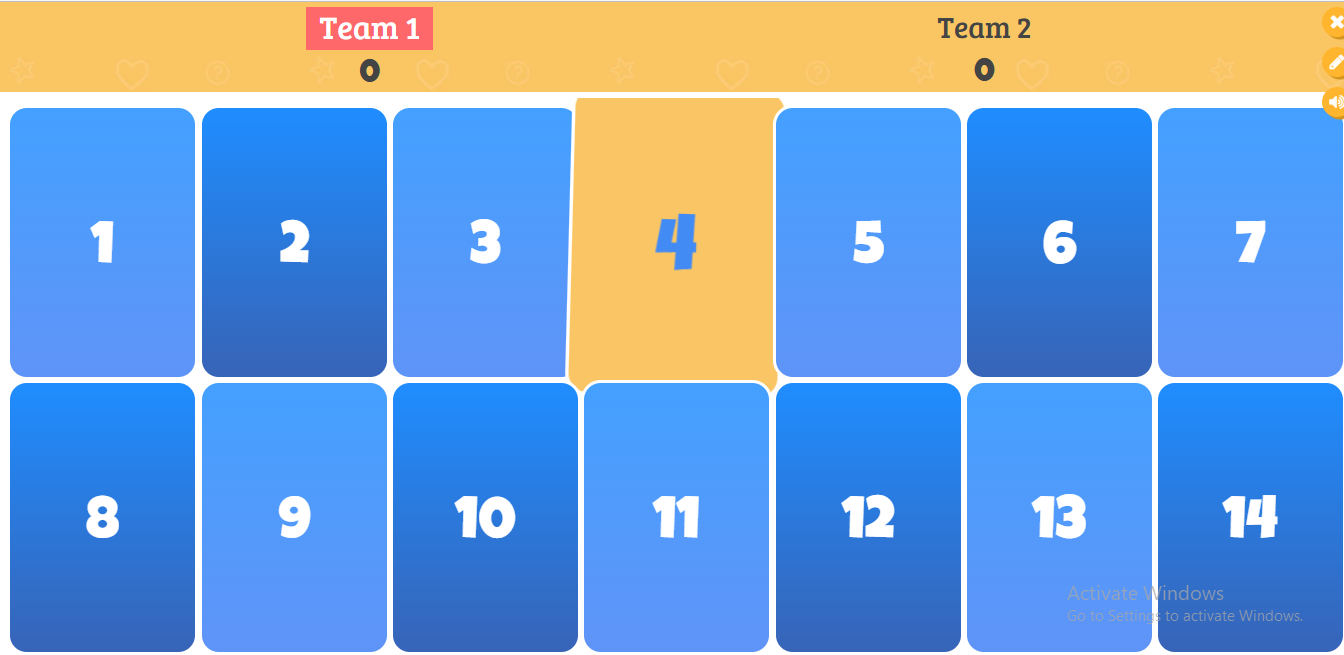 Team 1
Team 2
0
0
1 2 3 4 5 6 7
8 9 10 11 12 13 14
Activate Windows
Go to Settings to activate Windows.